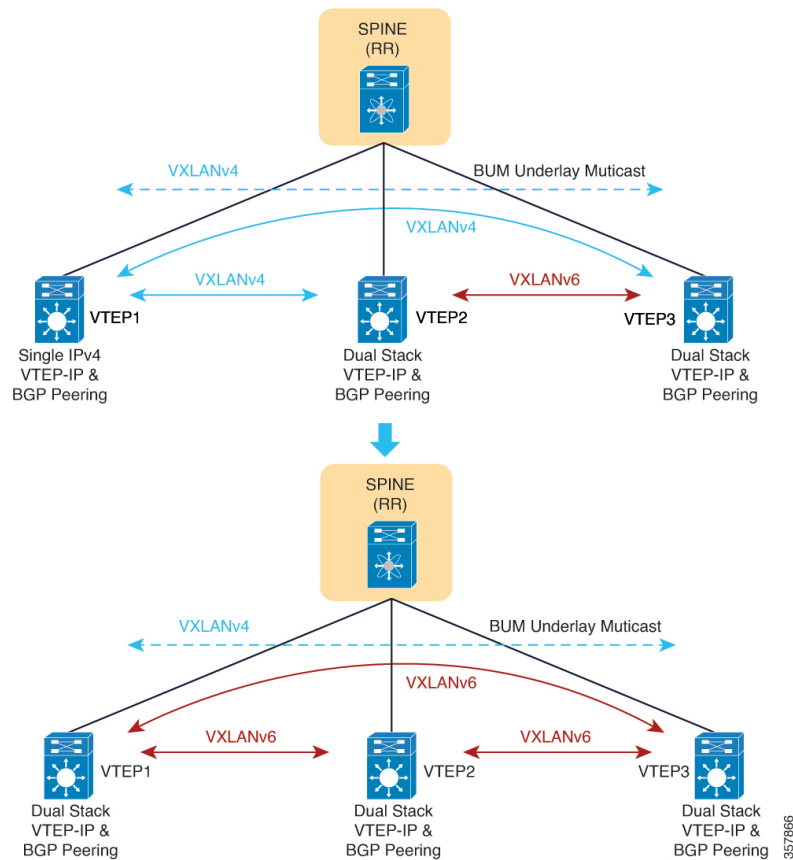 SPINE
(RR)
VXLANv4
BUM Underlay Muticast
VXLANv4
VXLANv4
VXLANv6
VTEP1
VTEP2
VTEP3
Single IPv4
VTEP-IP &
BGP Peering
Dual Stack
VTEP-IP &
BGP Peering
Dual Stack
VTEP-IP &
BGP Peering
SPINE
(RR)
VXLANv4
BUM Underlay Muticast
VXLANv6
VXLANv6
VXLANv6
VTEP1
VTEP2
VTEP3
Dual Stack
VTEP-IP &
BGP Peering
Dual Stack
VTEP-IP &
BGP Peering
Dual Stack
VTEP-IP &
BGP Peering
357866